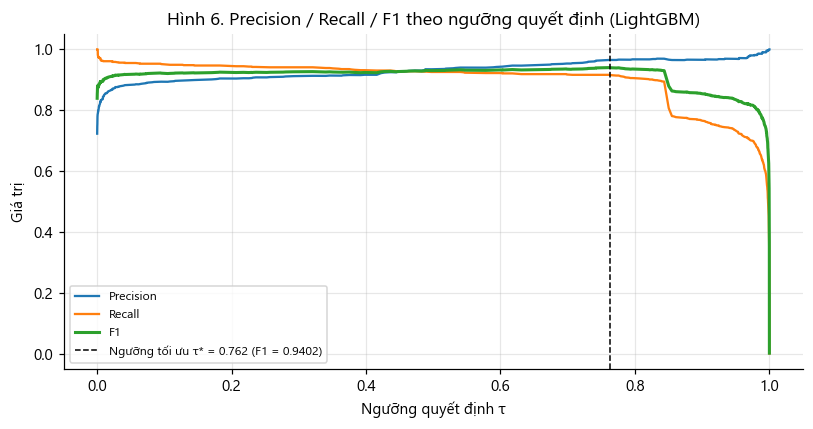 Hình 6. Precision / Recall / F1 theo ngưỡng quyết định (LightGBM)
Giá trị
1.0
0.8
0.6
0.4
0.2
0.0
Precision
Recall
F1
Ngưỡng tối ưu τ* = 0.762 (F1 = 0.9402)
0.0 0.2 0.4 0.6 0.8 1.0
Ngưỡng quyết định τ